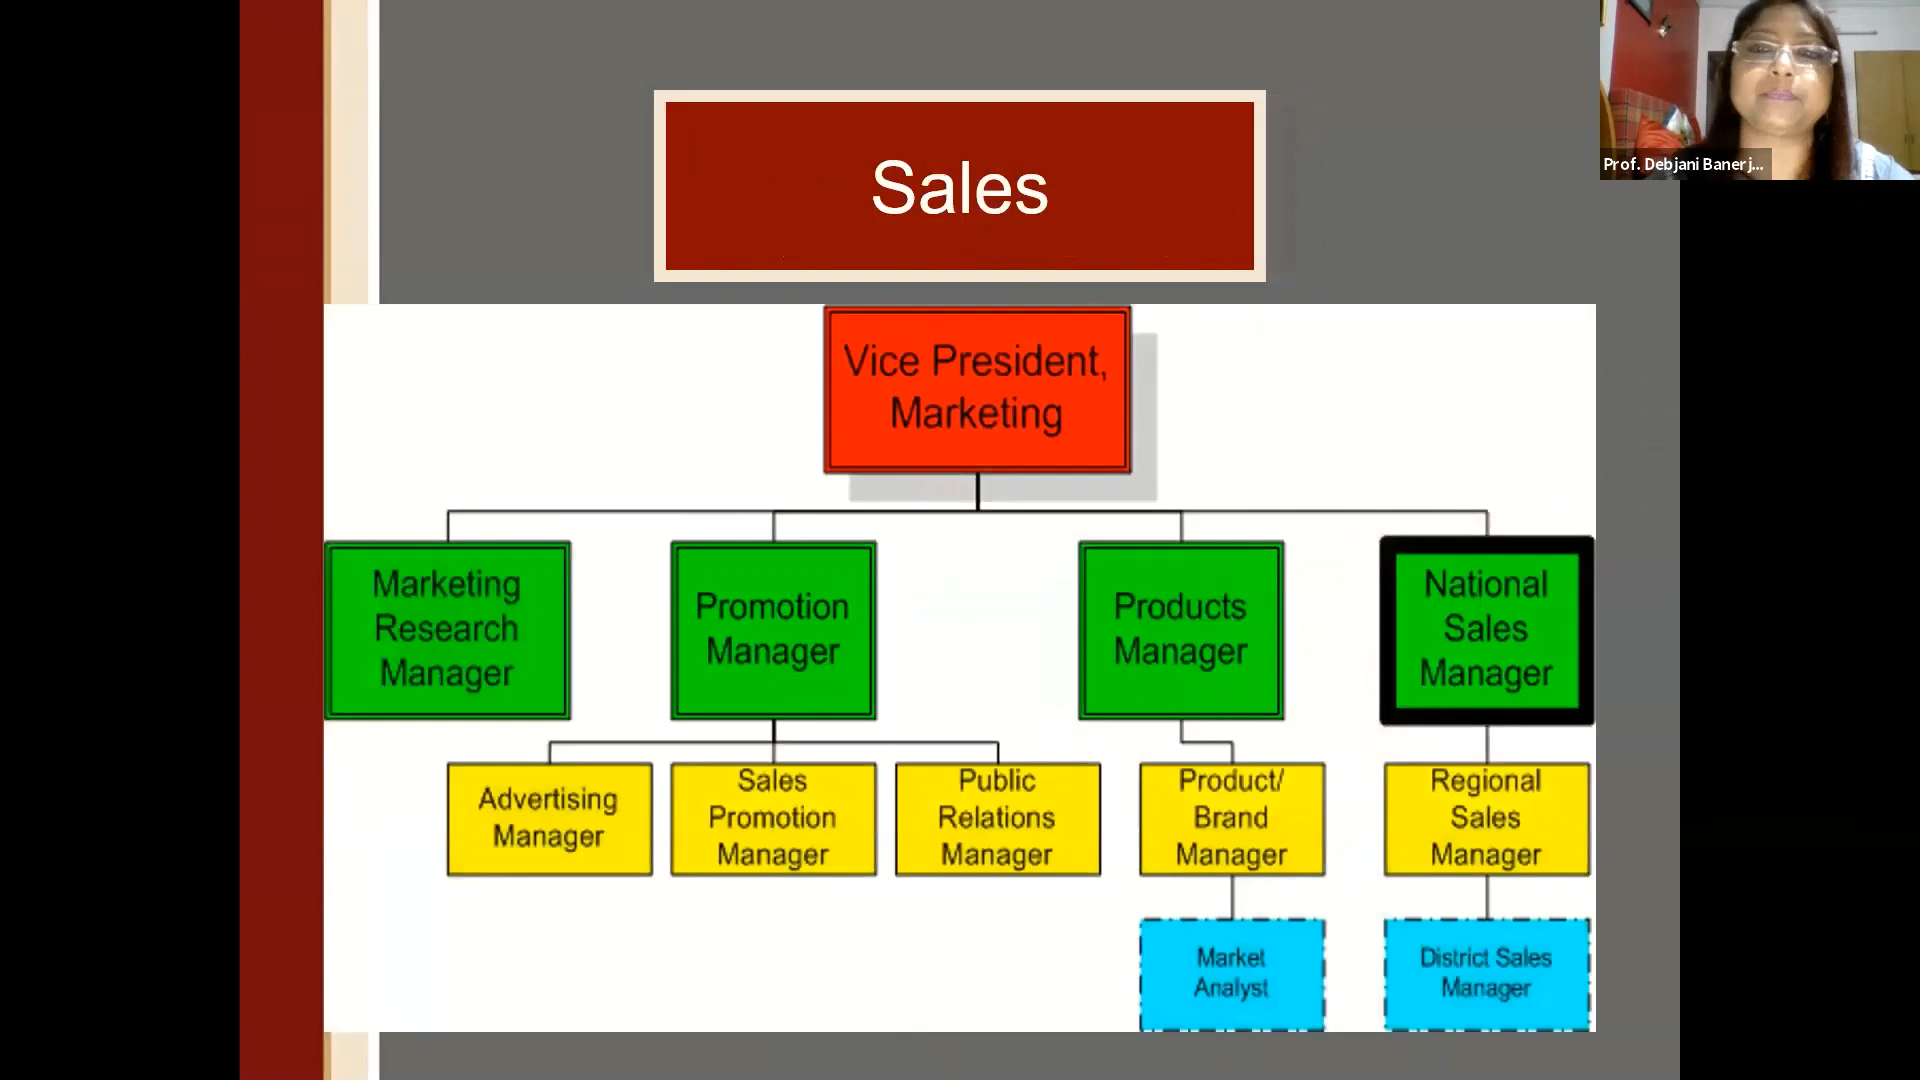 Sales
Prof. Debjani Banerj...
Vice President,
Marketing
Marketing
Research
Manager
Promotion
Manager
Products
Manager
National
Sales
Manager
Advertising
Manager
Sales
Promotion
Manager
Public
Relations
Manager
Product/
Brand
Manager
Regional
Sales
Manager
Market
Analyst
District Sales
Manager